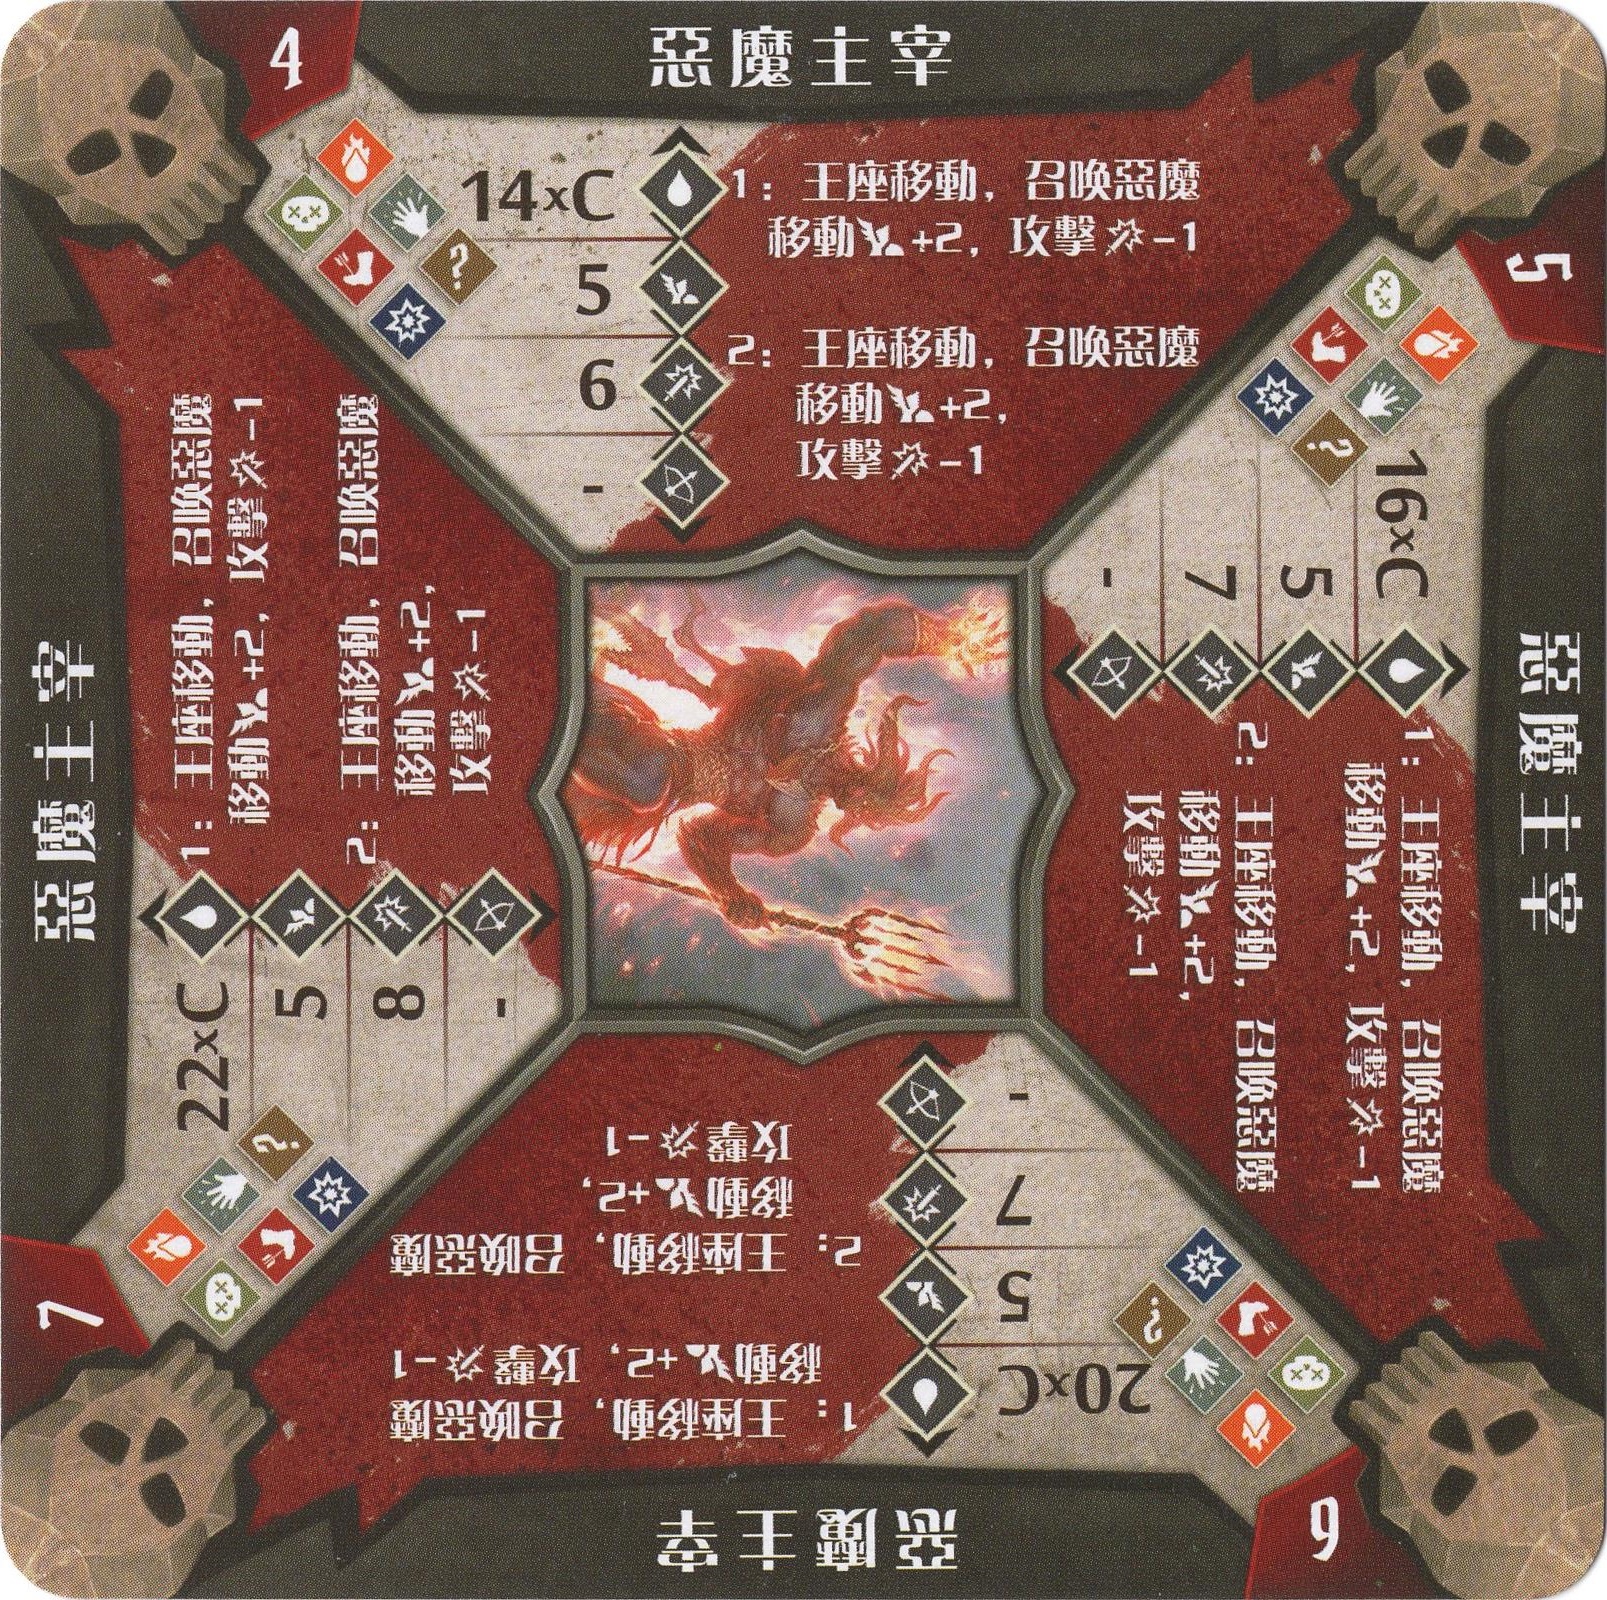 4
惡魔主宰
14xC
5
6
-
1: 王座移動, 召喚惡魔
移動+2, 攻擊-1
2: 王座移動, 召喚惡魔
移動+2,
攻擊-1
5
惡魔主宰
16xC
5
7
-
1: 王座移動, 召喚惡魔
移動+2, 攻擊-1
2: 王座移動, 召喚惡魔
移動+2,
攻擊-1
6
惡魔主宰
20xC
5
7
-
1: 王座移動, 召喚惡魔
移動+2, 攻擊-1
2: 王座移動, 召喚惡魔
移動+2,
攻擊-1
7
惡魔主宰
22xC
5
8
-
1: 王座移動, 召喚惡魔
移動+2, 攻擊-1
2: 王座移動, 召喚惡魔
移動+2,
攻擊-1